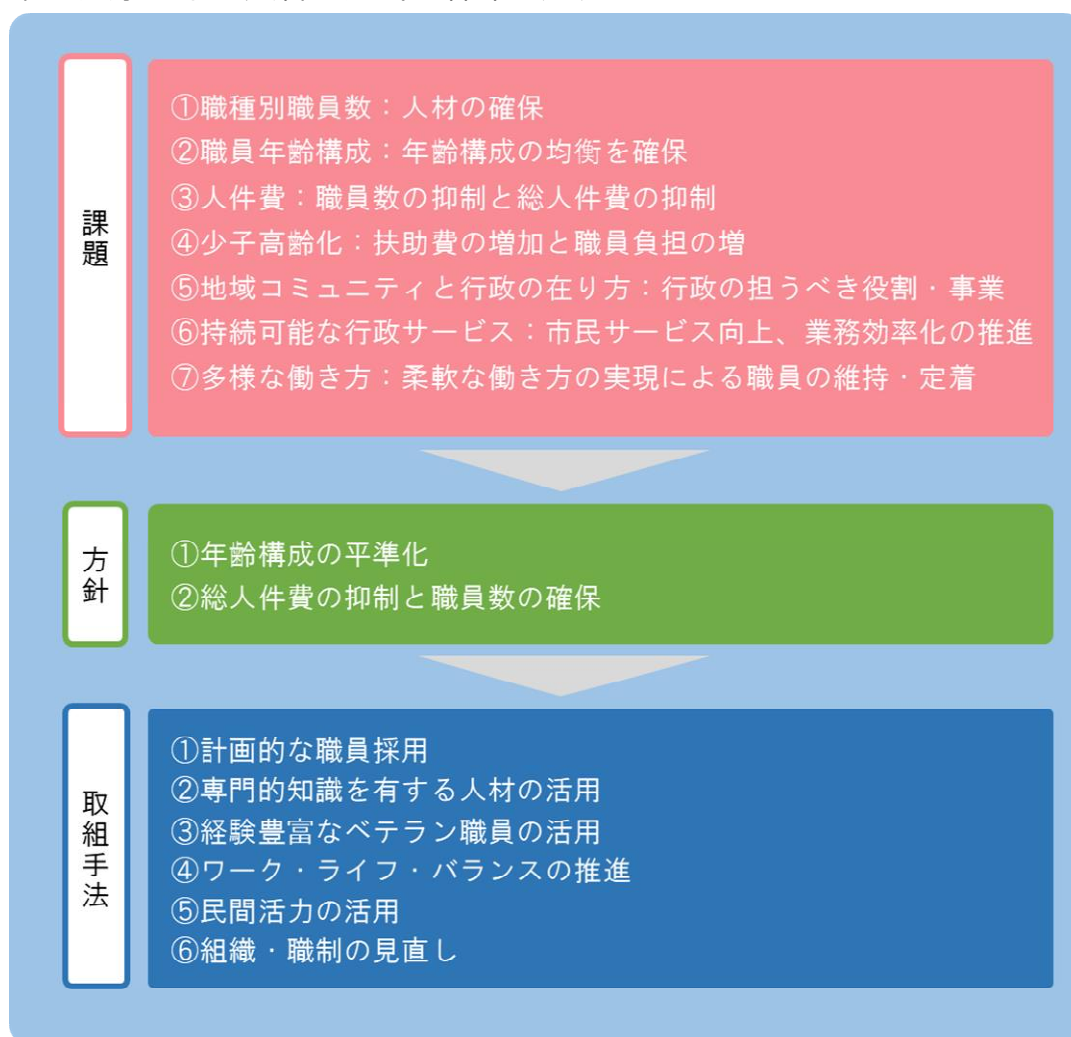 課題
①職種別職員数：人材の確保
②職員年齢構成：年齢構成の均衡を確保
③人件費：職員数の抑制と総人件費の抑制
④少子高齢化：扶助費の増加と職員負担の増
⑤地域コミュニティと行政の在り方：行政の担うべき役割・事業
⑥持続可能な行政サービス：市民サービス向上、業務効率化の推進
⑦多様な働き方：柔軟な働き方の実現による職員の維持・定着
方針
①年齢構成の平準化
②総人件費の抑制と職員数の確保
取組手法
①計画的な職員採用
②専門的知識を有する人材の活用
③経験豊富なベテラン職員の活用
④ワーク・ライフ・バランスの推進
⑤民間活力の活用
⑥組織・職制の見直し